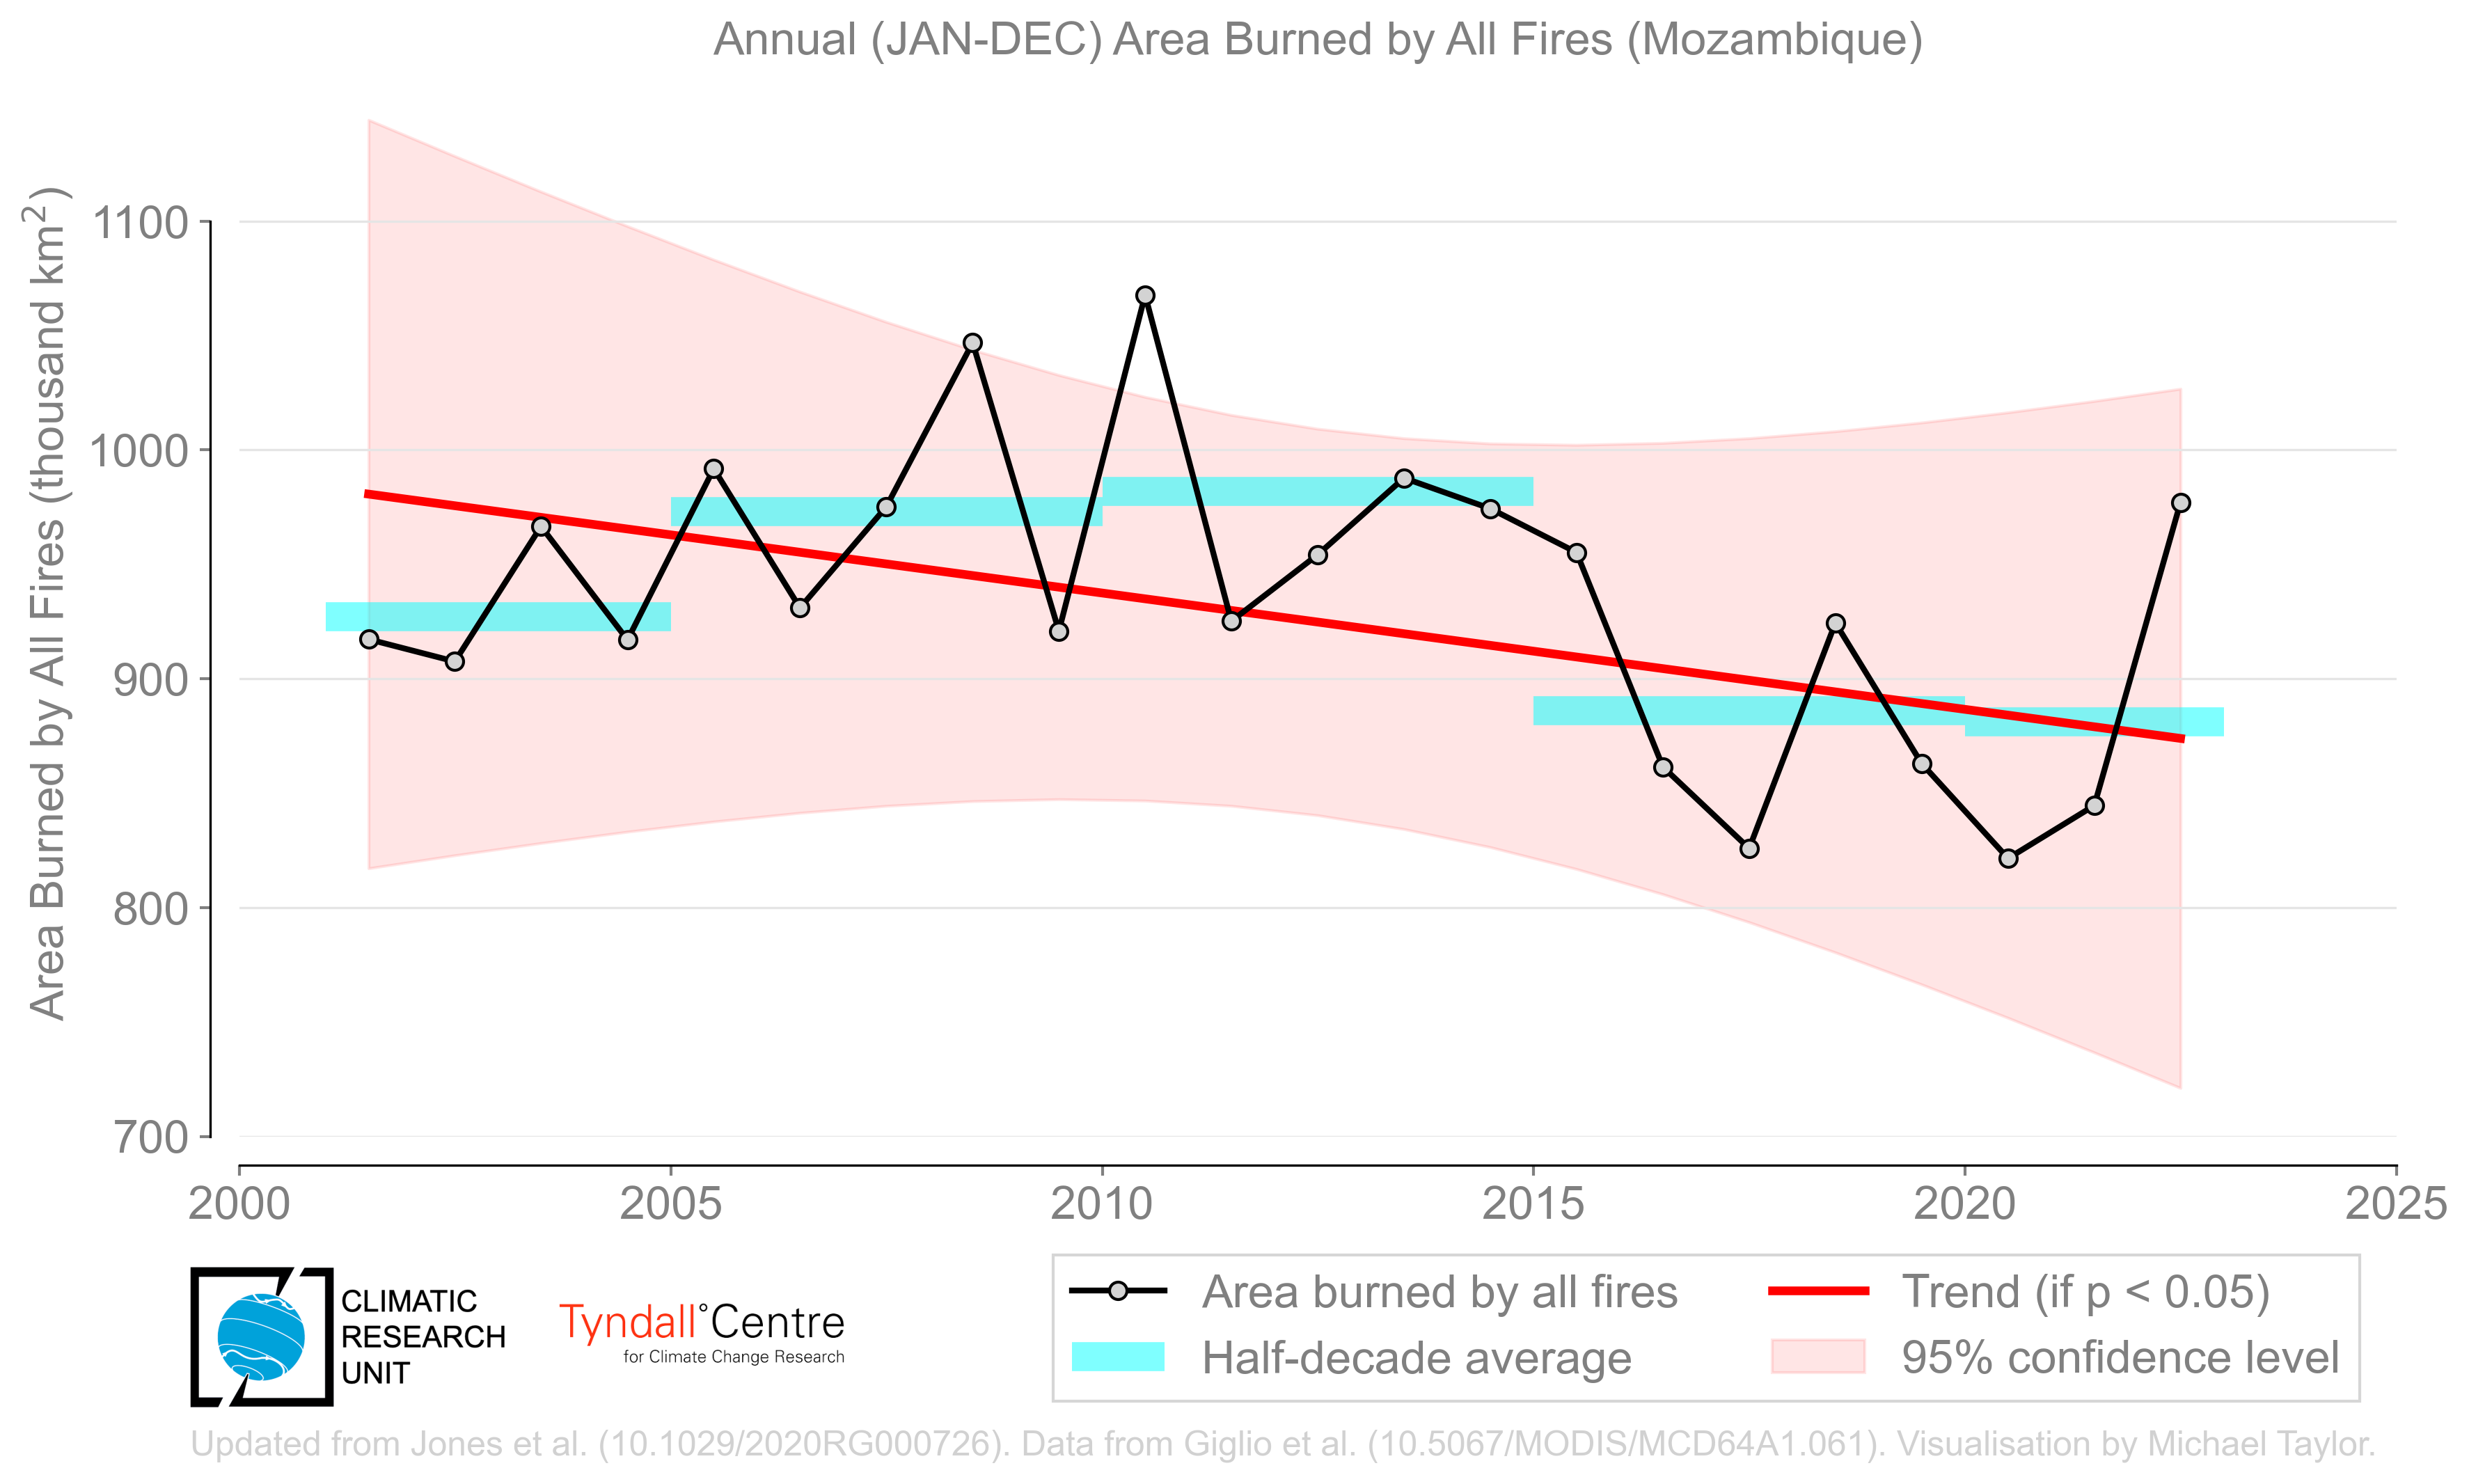 Annual (JAN-DEC) Area Burned by All Fires (Mozambique)
Area Burned by All Fires (thousand km²)
1100
1000
900
800
700
2000 2005 2010 2015 2020 2025
CLIMATIC
RESEARCH
UNIT
Tyndall°Centre
for Climate Change Research
Area burned by all fires
Half-decade average
Trend (if p < 0.05)
95% confidence level
Updated from Jones et al. (10.1029/2020RG000726). Data from Giglio et al. (10.5067/MODIS/MCD64A1.061). Visualisation by Michael Taylor.